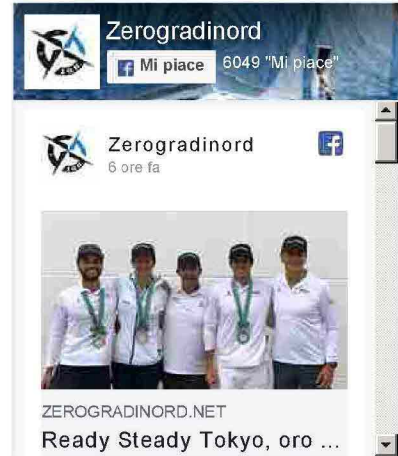 Zerogradinord
Mi piace 6049 "Mi piace"
Zerogradinord
6 ore fa
ZEROGRADINORD.NET
Ready Steady Tokyo, oro ...